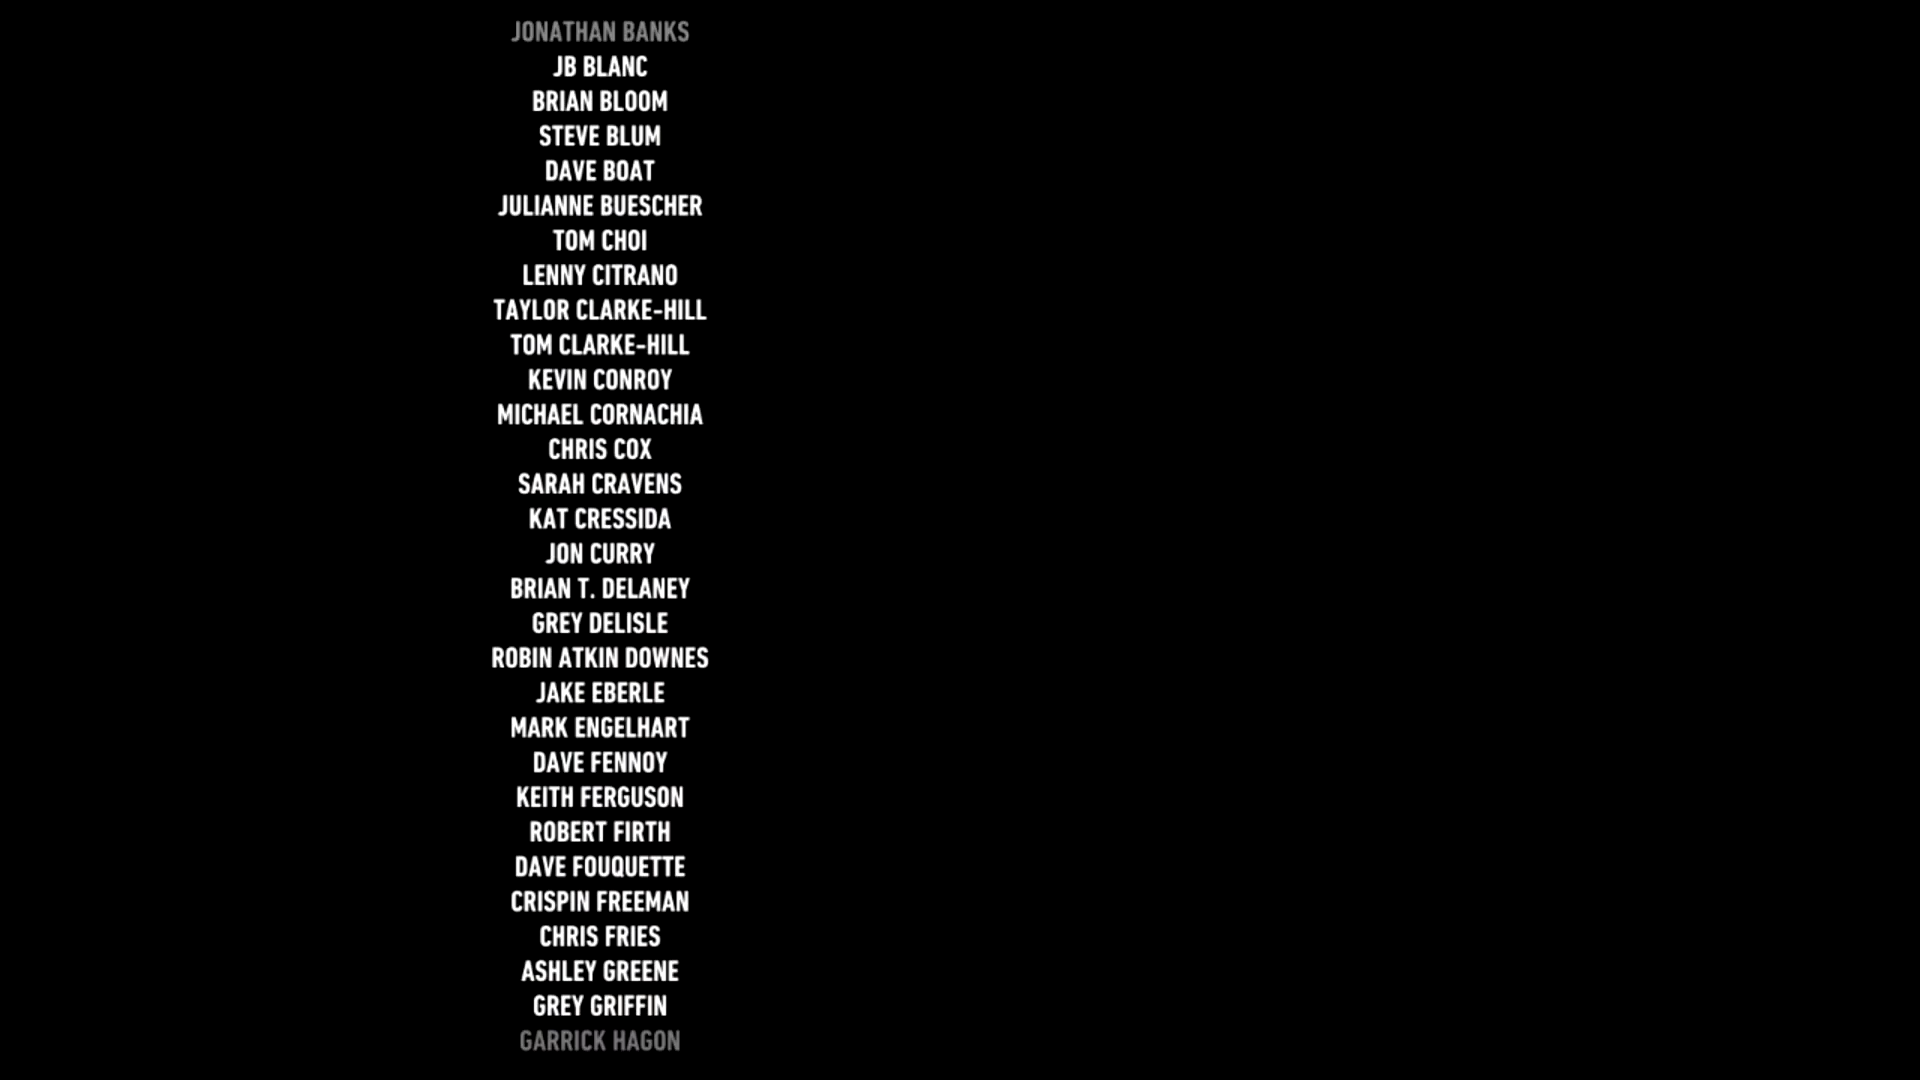 JONATHAN BANKS
JB BLANC
BRIAN BLOOM
STEVE BLUM
DAVE BOAT
JULIANNE BUESCHER
TOM CHOI
LENNY CITRANO
TAYLOR CLARKE-HILL
TOM CLARKE-HILL
KEVIN CONROY
MICHAEL CORNACHIA
CHRIS COX
SARAH CRAVENS
KAT CRESSIDA
JON CURRY
BRIAN T. DELANEY
GREY DELISLE
ROBIN ATKIN DOWNES
JAKE EBERLE
MARK ENGELHART
DAVE FENNOY
KEITH FERGUSON
ROBERT FIRTH
DAVE FOUQUETTE
CRISPIN FREEMAN
CHRIS FRIES
ASHLEY GREENE
GREY GRIFFIN
GARRICK HAGON